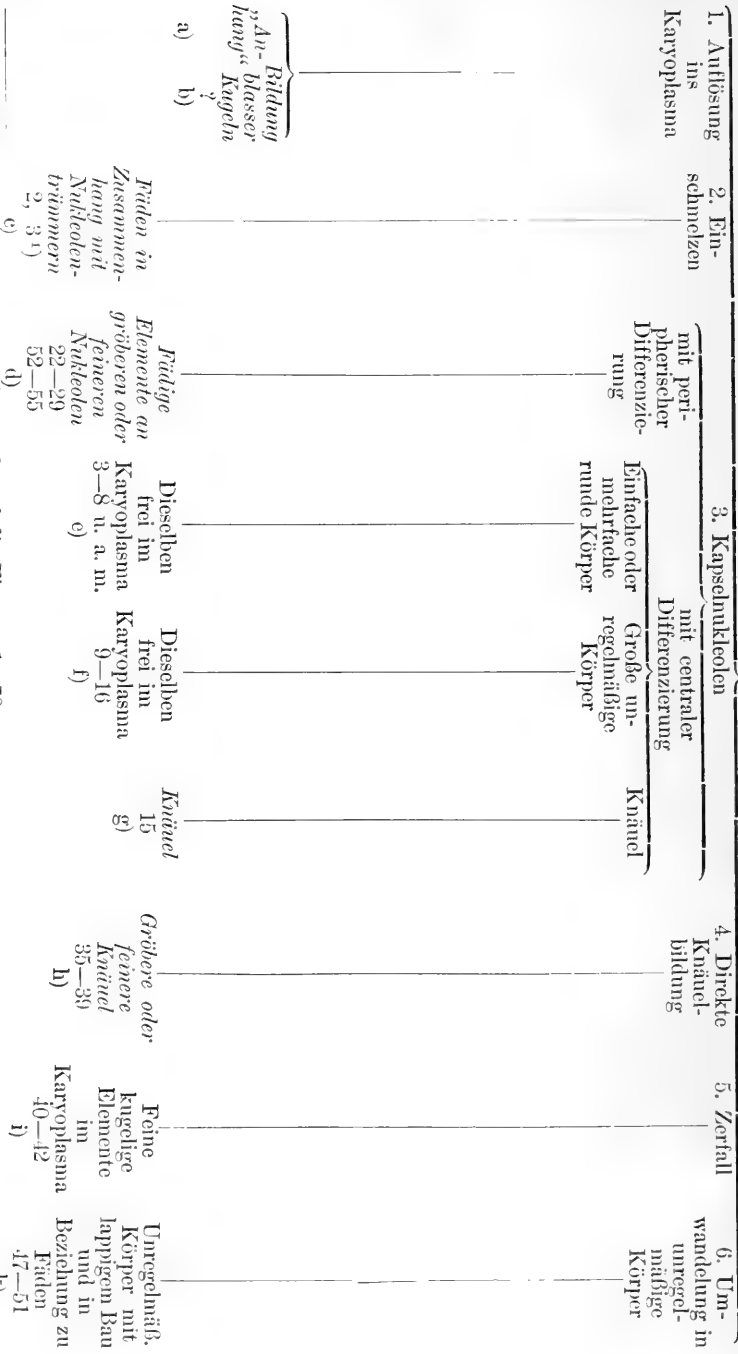 1. Auflösung
ins
Karyoplasma
2. Ein-
schmelzen
3. Kapselnukleolen
mit peri-
pherischer
Differenzie-
rung
mit centraler
Differenzierung
Einfache oder
mehrfache
runde Körper
Große un-
regelmäßige
Körper
Knäuel
4. Direkte
Knäuel-
bildung
5. Zerfall
6. Um-
wandelung in
unregel-
mäßige
Körper
Bildung
„An- blasser
hang“ Kugeln
?
a) b)
Fäden in
Zusammen-
hang mit
Nukleolen-
trümmern
2, 3¹)
c)
Fädige
Elemente an
gröberen oder
feineren
Nukleolen
22—29
52—55
d)
Dieselben
frei im
Karyoplasma
3—8 u. a. m.
e)
Dieselben
frei im
Karyoplasma
9—16
f)
Knäuel
15
g)
Gröbere oder
feinere
Knäuel
35—39
h)
Feine
kugelige
Elemente
im
Karyoplasma
40—42
i)
Unregelmäß.
Körper mit
lappigem Bau
und in
Beziehung zu
Fäden
47—51